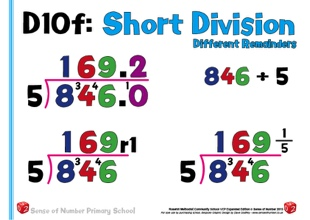 D10f: Short Division
Different Remainders
169.2
5)8³4⁴6.¹0
846 ÷ 5
169r1
5)8³4⁴6
169 1/5
5)8³4⁴6
Sense of Number Primary School